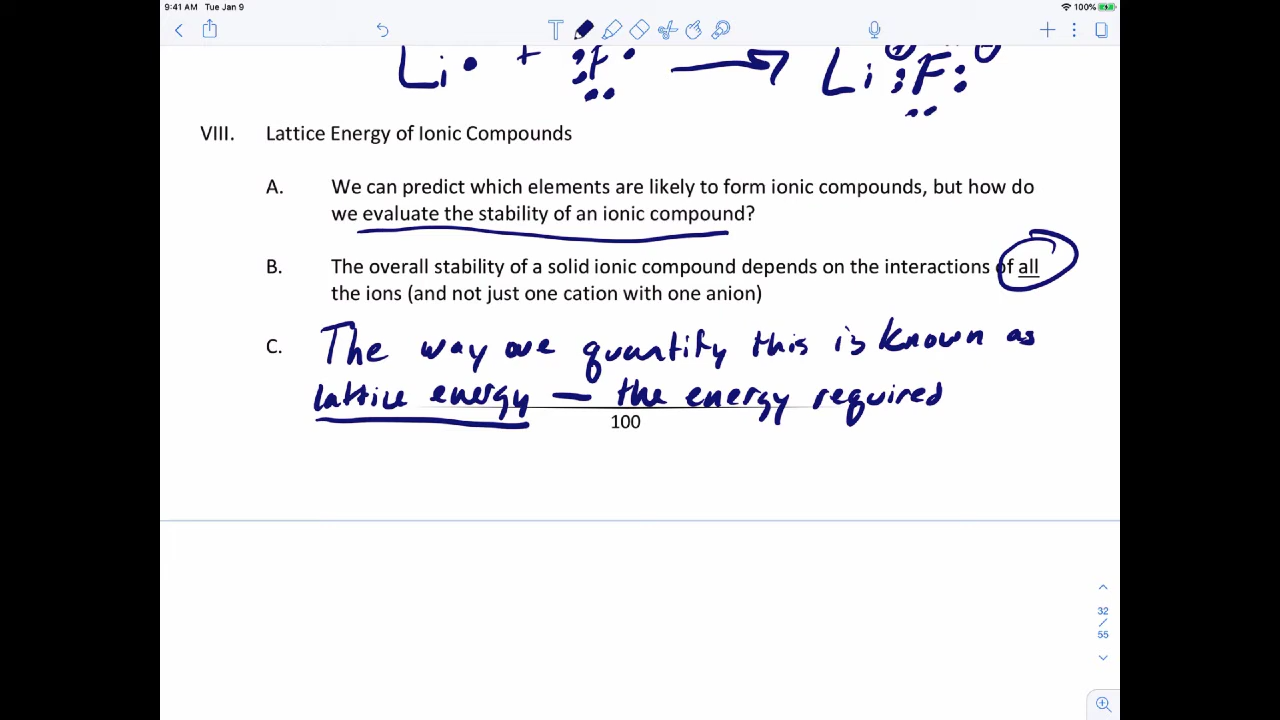 9:41 AM Tue Jan 9 100%
Li• + F• → Li F
VIII. Lattice Energy of Ionic Compounds
A. We can predict which elements are likely to form ionic compounds, but how do
we evaluate the stability of an ionic compound?
B. The overall stability of a solid ionic compound depends on the interactions of all
the ions (and not just one cation with one anion)
C. The way we quantify this is known as
lattice energy — the energy required
100
32
/
55